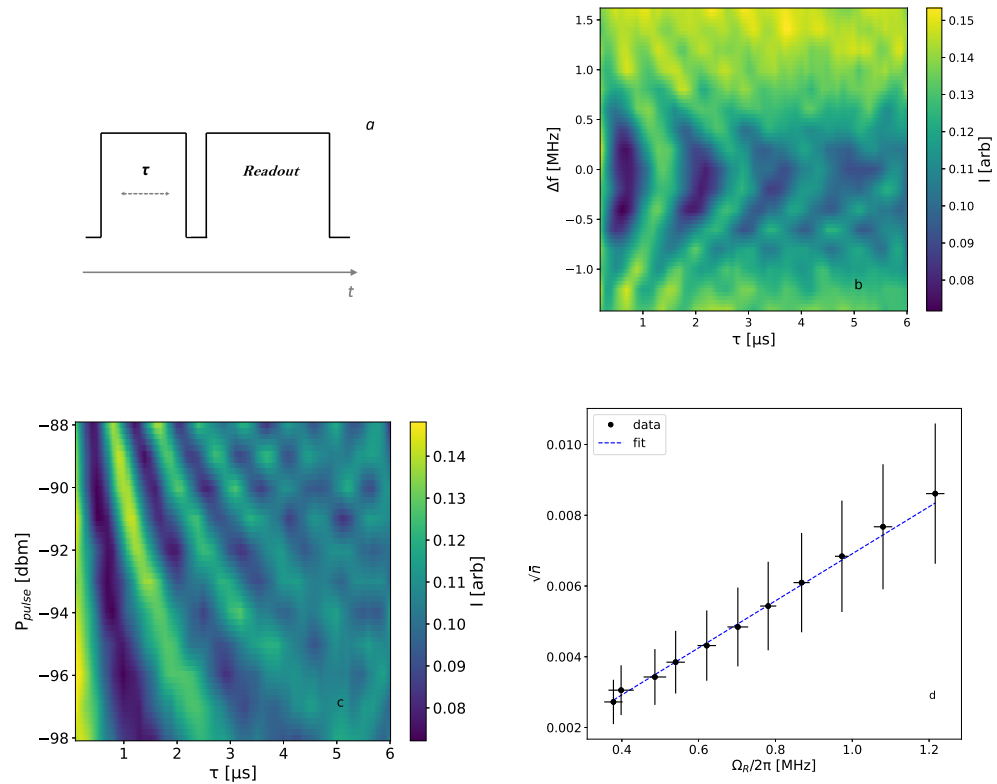 a
τ
Readout
t
1.5
1.0
0.5
0.0
−0.5
−1.0
Δf [MHz]
1 2 3 4 5 6
τ [μs]
b
0.15
0.14
0.13
0.12
0.11
0.10
0.09
0.08
I [arb]
−88
−90
−92
−94
−96
−98
P_pulse [dbm]
1 2 3 4 5 6
τ [μs]
c
0.14
0.13
0.12
0.11
0.10
0.09
0.08
I [arb]
data
fit
0.010
0.008
0.006
0.004
0.002
√n̄
0.4 0.6 0.8 1.0 1.2
Ω_R/2π [MHz]
d